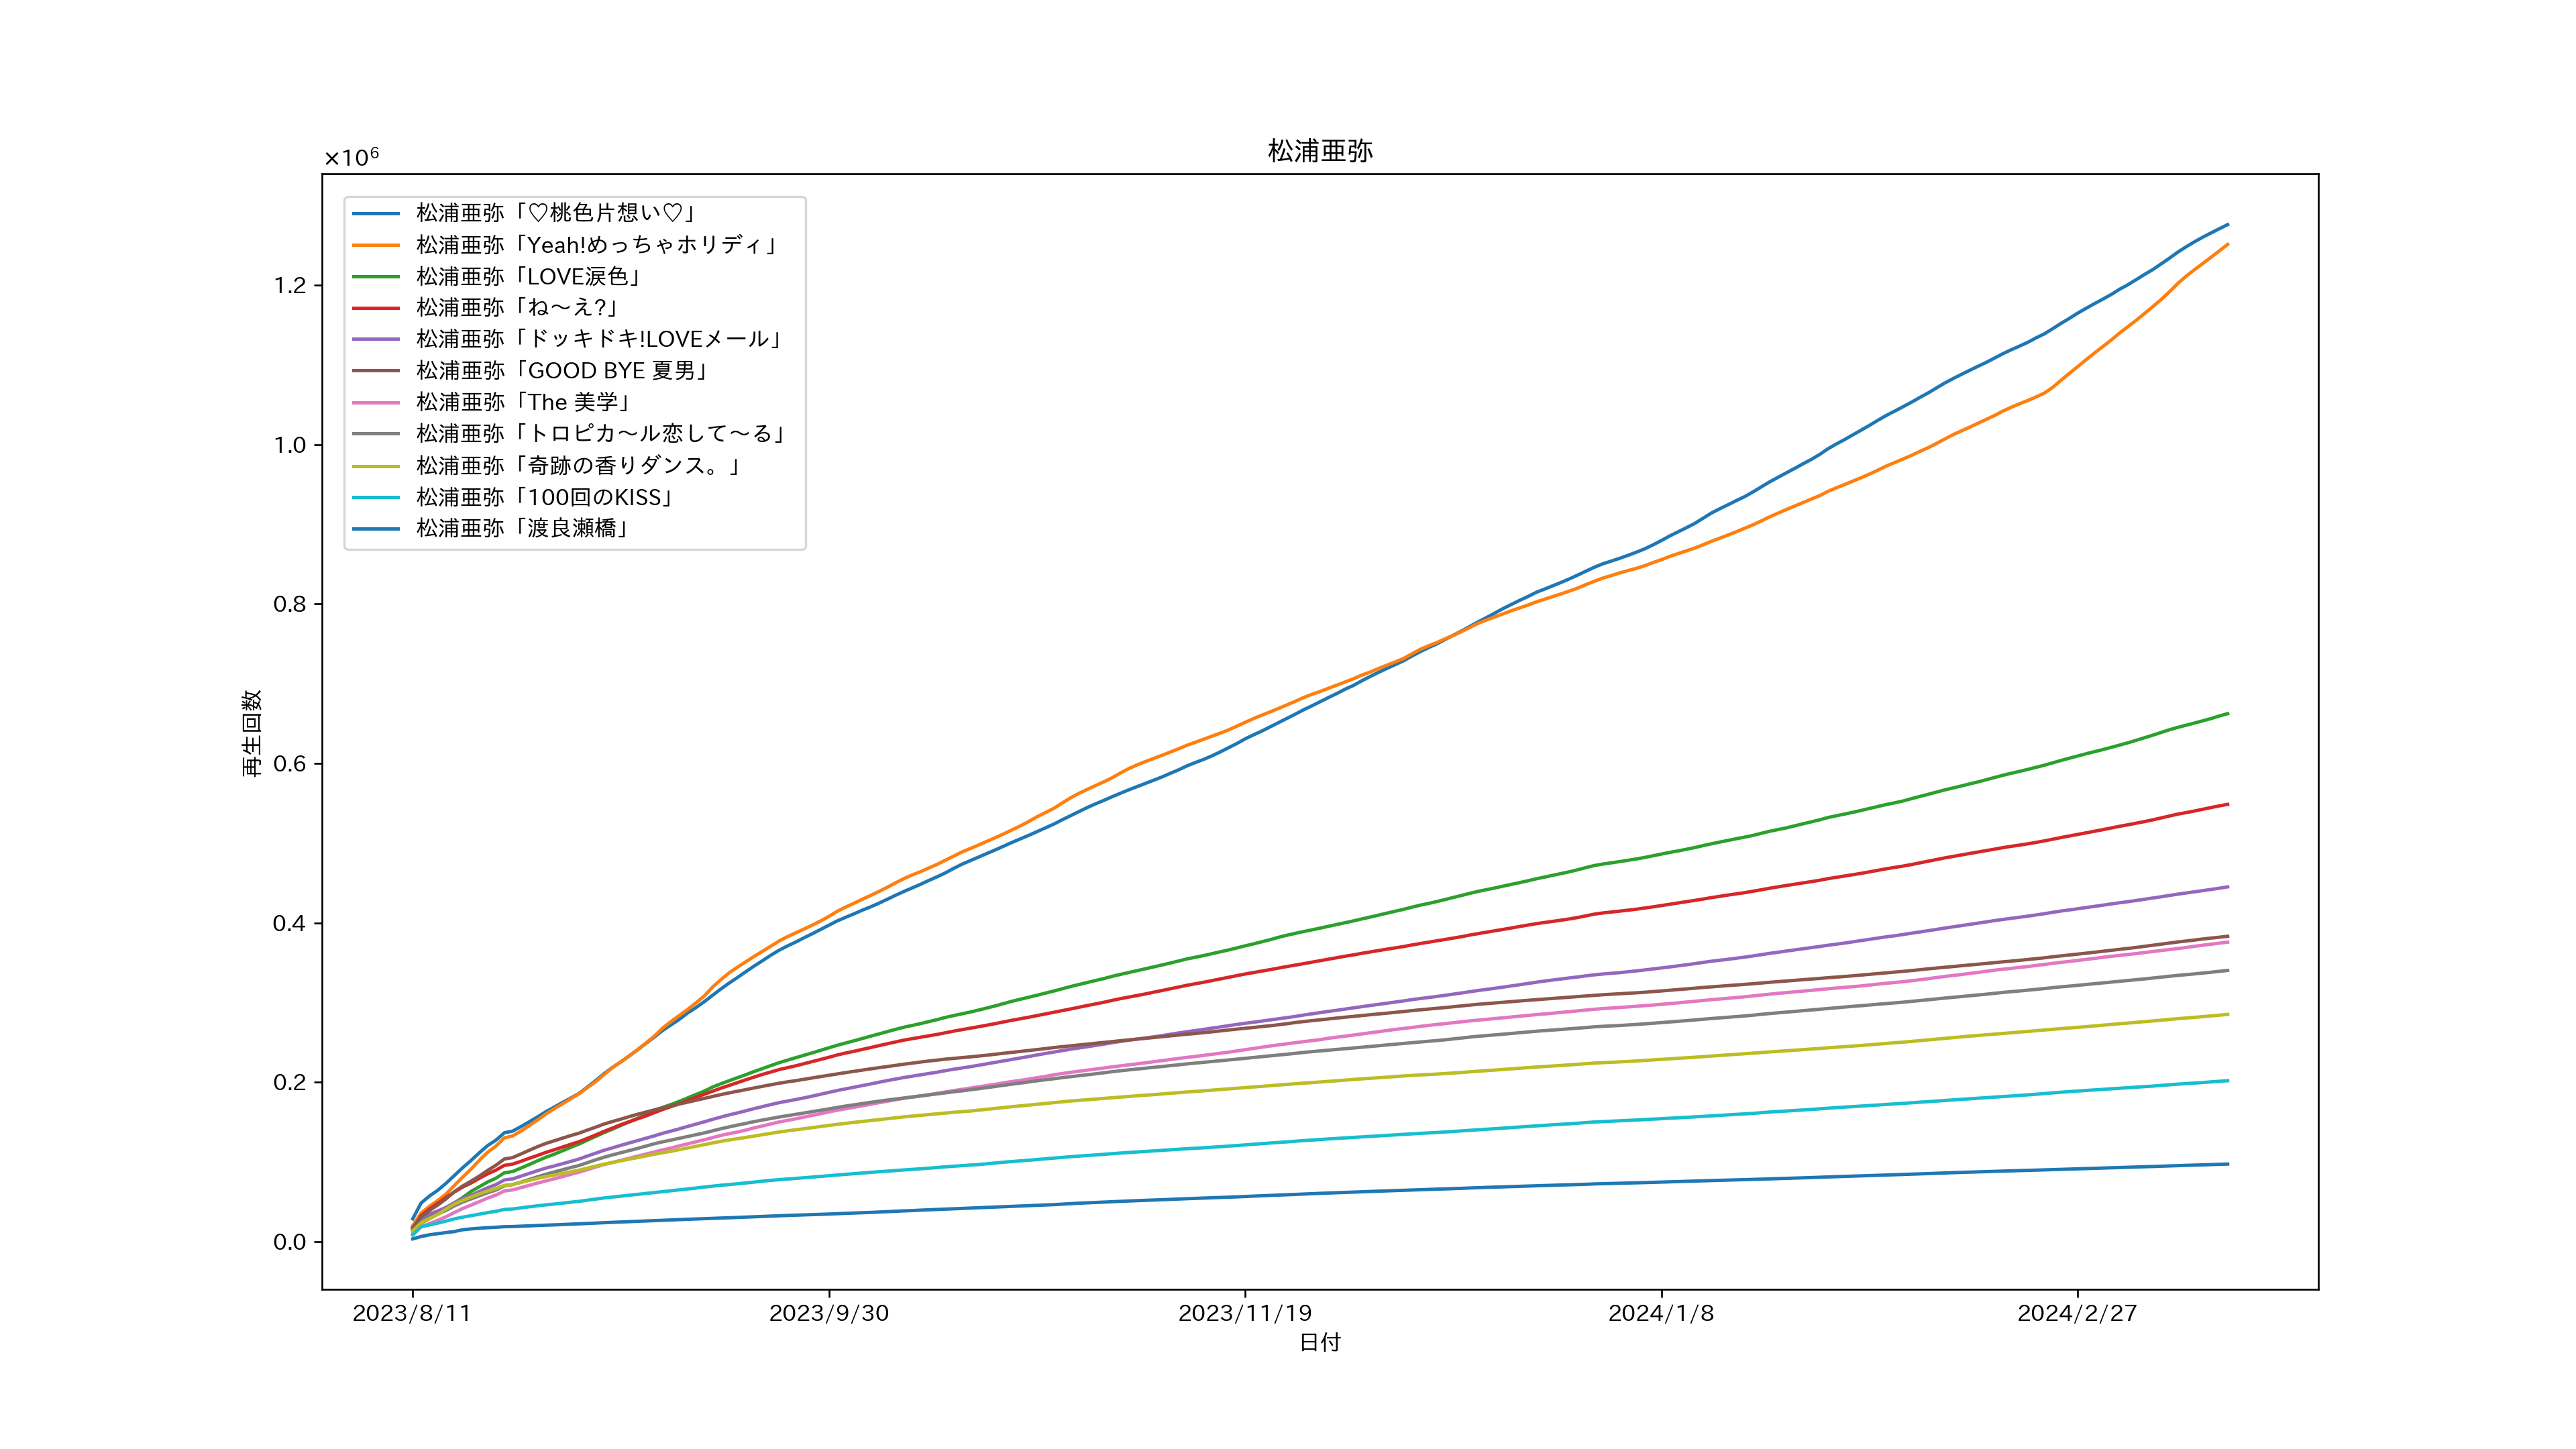 松浦亜弥
×10⁶
松浦亜弥「♡桃色片想い♡」
松浦亜弥「Yeah!めっちゃホリディ」
松浦亜弥「LOVE涙色」
松浦亜弥「ね〜え?」
松浦亜弥「ドッキドキ!LOVEメール」
松浦亜弥「GOOD BYE 夏男」
松浦亜弥「The 美学」
松浦亜弥「トロピカ〜ル恋して〜る」
松浦亜弥「奇跡の香りダンス。」
松浦亜弥「100回のKISS」
松浦亜弥「渡良瀬橋」
1.2
1.0
0.8
0.6
0.4
0.2
0.0
再生回数
2023/8/11
2023/9/30
2023/11/19
2024/1/8
2024/2/27
日付